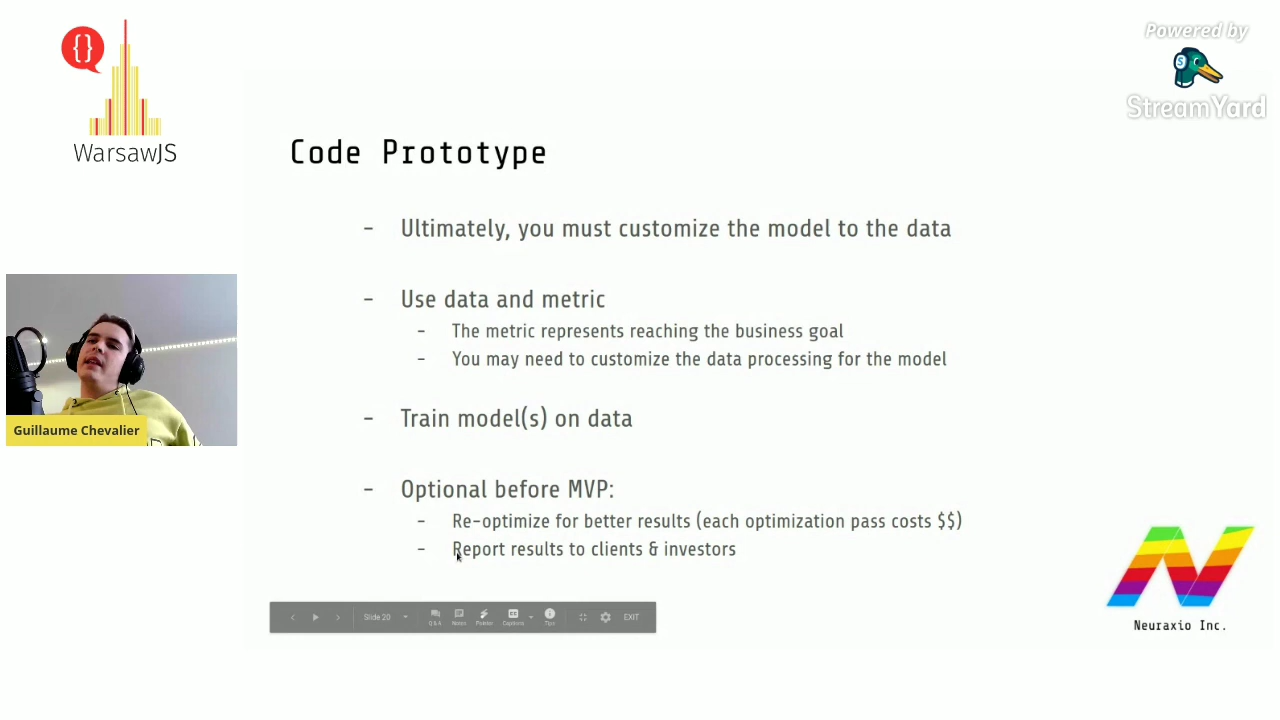 {}
WarsawJS
Powered by
S
StreamYard
Code Prototype
- Ultimately, you must customize the model to the data
- Use data and metric
- The metric represents reaching the business goal
- You may need to customize the data processing for the model
- Train model(s) on data
- Optional before MVP:
- Re-optimize for better results (each optimization pass costs $$)
- Report results to clients & investors
Guillaume Chevalier
Slide 20
Q&A Notes Pointer Captions Tips EXIT
N
Neuraxio Inc.